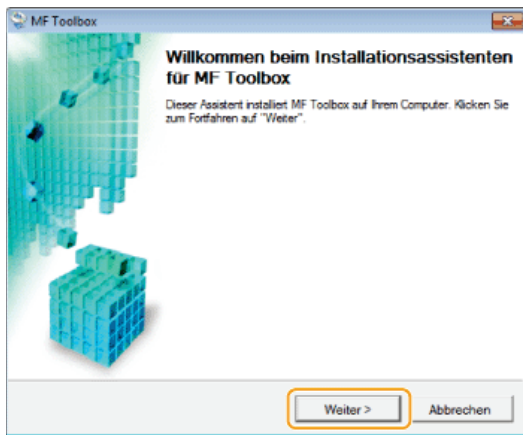 MF Toolbox
Willkommen beim Installationsassistenten
für MF Toolbox
Dieser Assistent installiert MF Toolbox auf Ihrem Computer. Klicken Sie
zum Fortfahren auf "Weiter".
Weiter >
Abbrechen